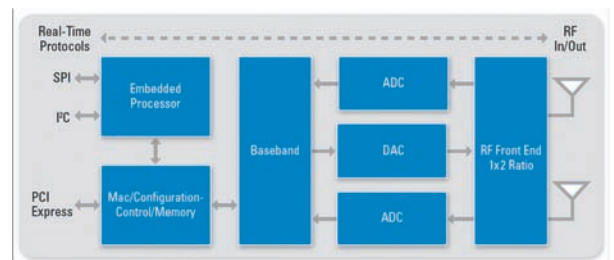 Real-Time
Protocols
RF
In/Out
SPI
I²C
Embedded
Processor
ADC
Baseband
DAC
RF Front End
1x2 Ratio
PCI
Express
Mac/Configuration-
Control/Memory
ADC